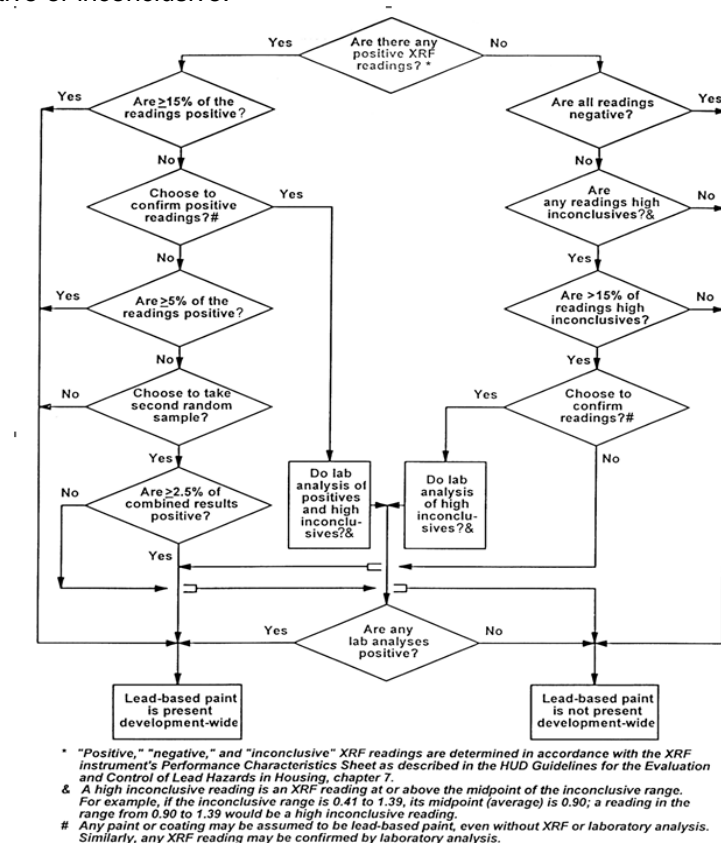 Yes
Are there any
positive XRF
readings? *
No
Yes
Are ≥15% of the
readings positive?
Are all readings
negative?
Yes
No
No
Choose to
confirm positive
readings?#
Yes
Are
any readings high
inconclusives?&
No
No
Yes
Yes
Are ≥5% of the
readings positive?
Are >15% of
readings high
inconclusives?
No
No
Yes
No
Choose to take
second random
sample?
Yes
Choose to
confirm
readings?#
Yes
No
No
Are ≥2.5% of
combined results
positive?
Do lab
analysis of
positives
and high
inconclu-
sives?&
Do lab
analysis
of high
inconclu-
sives?&
Yes
Yes
Are any
lab analyses
positive?
No
Lead-based paint
is present
development-wide
Lead-based paint
is not present
development-wide
* "Positive," "negative," and "inconclusive" XRF readings are determined in accordance with the XRF
instrument's Performance Characteristics Sheet as described in the HUD Guidelines for the Evaluation
and Control of Lead Hazards in Housing, chapter 7.
& A high inconclusive reading is an XRF reading at or above the midpoint of the inconclusive range.
For example, if the inconclusive range is 0.41 to 1.39, its midpoint (average) is 0.90; a reading in the
range from 0.90 to 1.39 would be a high inconclusive reading.
# Any paint or coating may be assumed to be lead-based paint, even without XRF or laboratory analysis.
Similarly, any XRF reading may be confirmed by laboratory analysis.